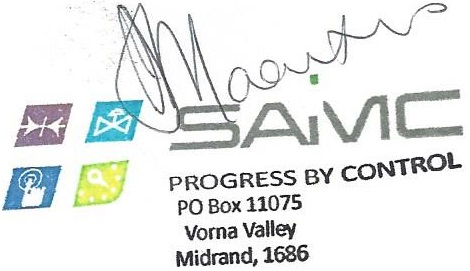 SAiMC
PROGRESS BY CONTROL
PO Box 11075
Vorna Valley
Midrand, 1686